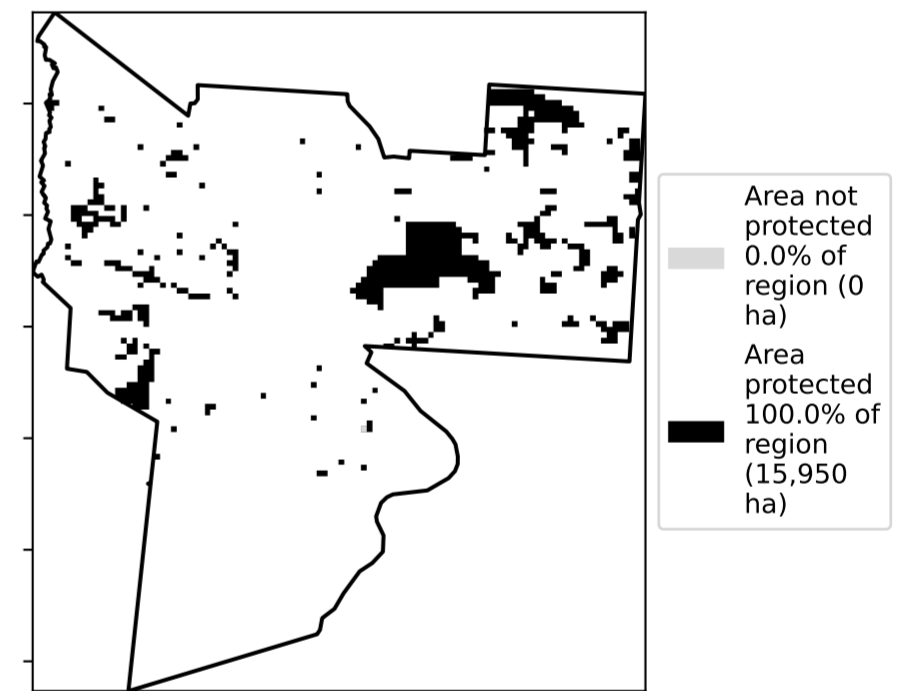 Area not
protected
0.0% of
region (0
ha)
Area
protected
100.0% of
region
(15,950
ha)